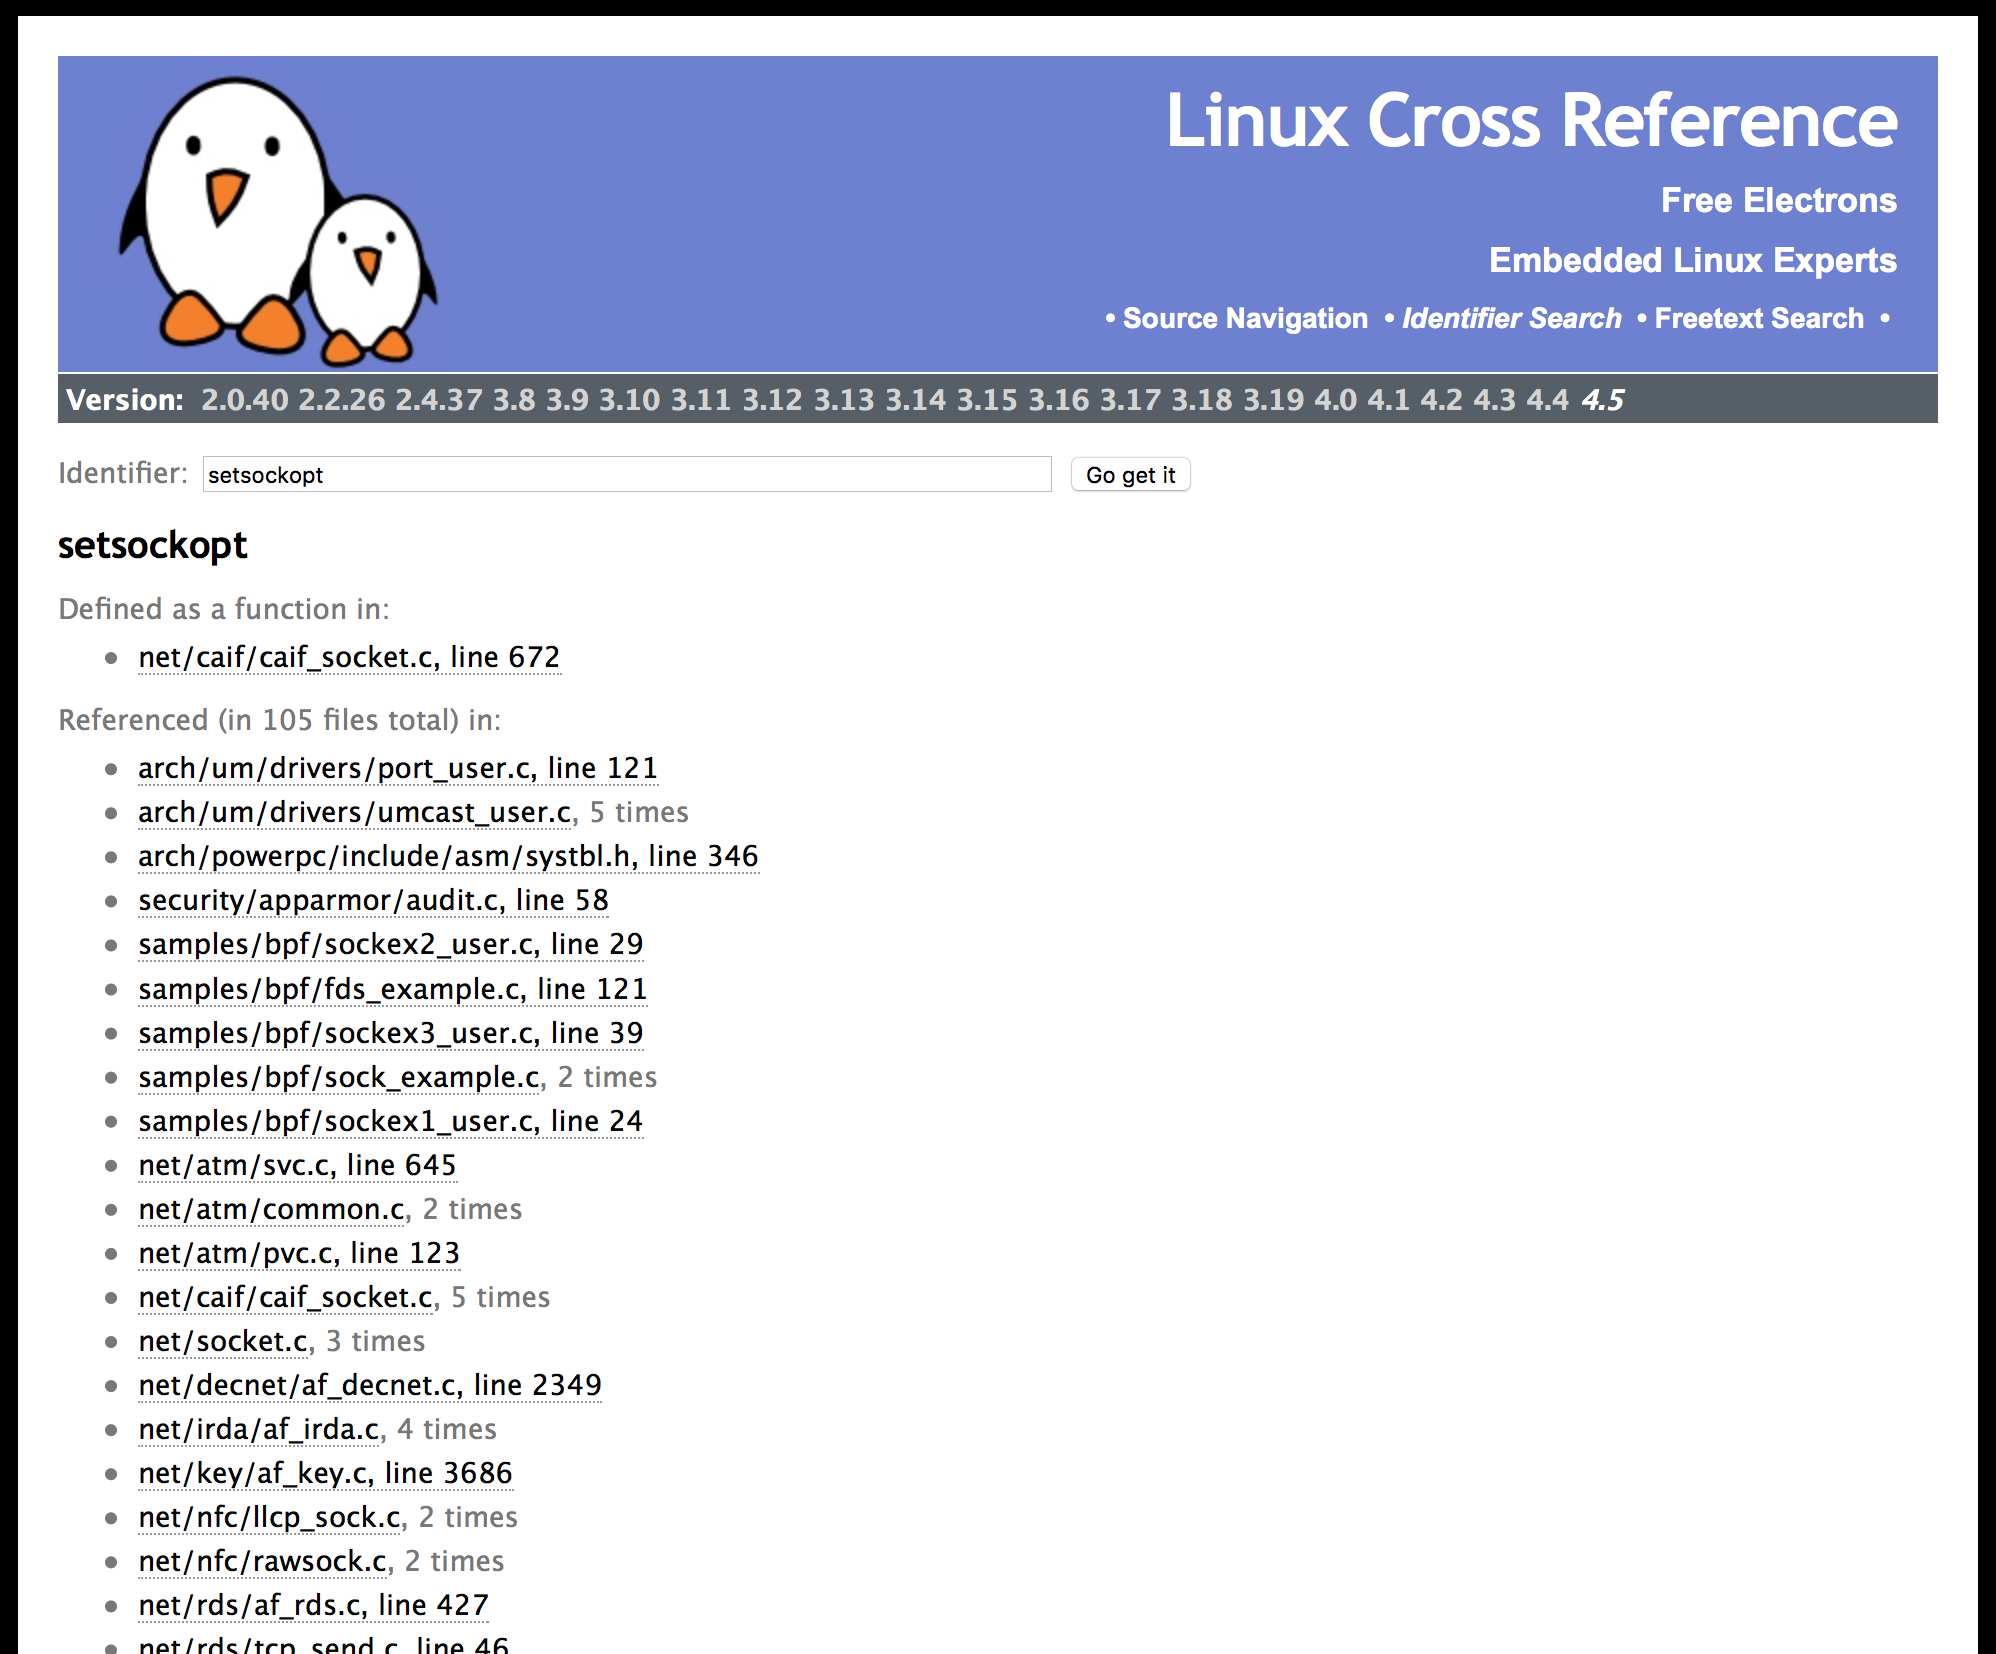 Linux Cross Reference
Free Electrons
Embedded Linux Experts
• Source Navigation • Identifier Search • Freetext Search •
Version: 2.0.40 2.2.26 2.4.37 3.8 3.9 3.10 3.11 3.12 3.13 3.14 3.15 3.16 3.17 3.18 3.19 4.0 4.1 4.2 4.3 4.4 4.5
Identifier: setsockopt Go get it
setsockopt
Defined as a function in:
• net/caif/caif_socket.c, line 672
Referenced (in 105 files total) in:
• arch/um/drivers/port_user.c, line 121
• arch/um/drivers/umcast_user.c, 5 times
• arch/powerpc/include/asm/systbl.h, line 346
• security/apparmor/audit.c, line 58
• samples/bpf/sockex2_user.c, line 29
• samples/bpf/fds_example.c, line 121
• samples/bpf/sockex3_user.c, line 39
• samples/bpf/sock_example.c, 2 times
• samples/bpf/sockex1_user.c, line 24
• net/atm/svc.c, line 645
• net/atm/common.c, 2 times
• net/atm/pvc.c, line 123
• net/caif/caif_socket.c, 5 times
• net/socket.c, 3 times
• net/decnet/af_decnet.c, line 2349
• net/irda/af_irda.c, 4 times
• net/key/af_key.c, line 3686
• net/nfc/llcp_sock.c, 2 times
• net/nfc/rawsock.c, 2 times
• net/rds/af_rds.c, line 427
• net/rds/tcp_send.c, line 46